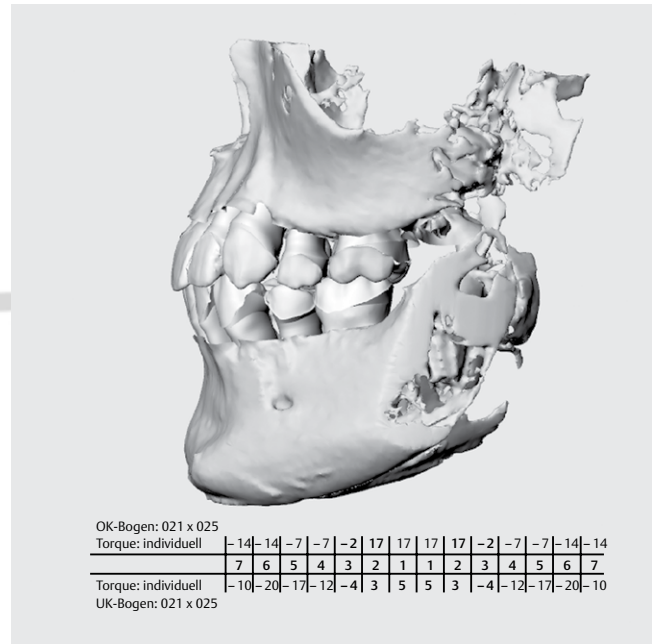 OK-Bogen: 021 x 025
Torque: individuell – 14 – 14 – 7 – 7 – 2 17 17 17 17 – 2 – 7 – 7 – 14 – 14
7 6 5 4 3 2 1 1 2 3 4 5 6 7
Torque: individuell – 10 – 20 – 17 – 12 – 4 3 5 5 3 – 4 – 12 – 17 – 20 – 10
UK-Bogen: 021 x 025